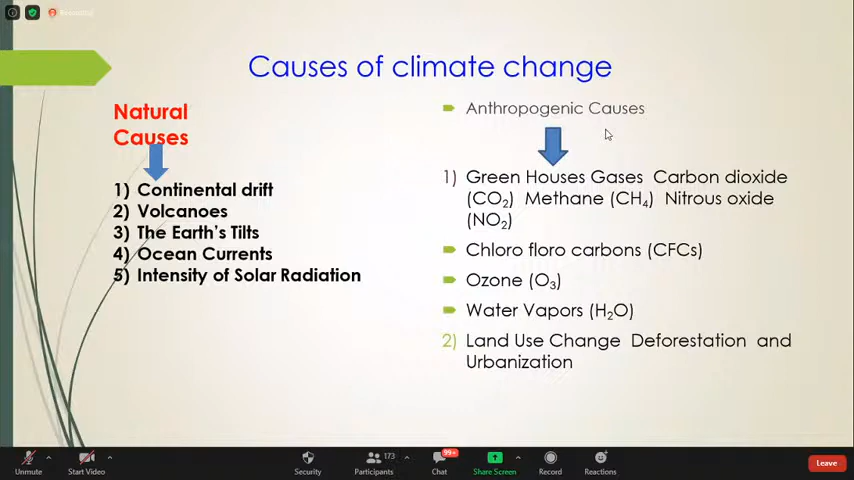 Recording
Causes of climate change
Natural
Causes
1) Continental drift
2) Volcanoes
3) The Earth's Tilts
4) Ocean Currents
5) Intensity of Solar Radiation
Anthropogenic Causes
1) Green Houses Gases Carbon dioxide
(CO₂) Methane (CH₄) Nitrous oxide
(NO₂)
Chloro floro carbons (CFCs)
Ozone (O₃)
Water Vapors (H₂O)
2) Land Use Change Deforestation and
Urbanization
Unmute
Start Video
Security
Participants
173
Chat
99+
Share Screen
Record
Reactions
Leave